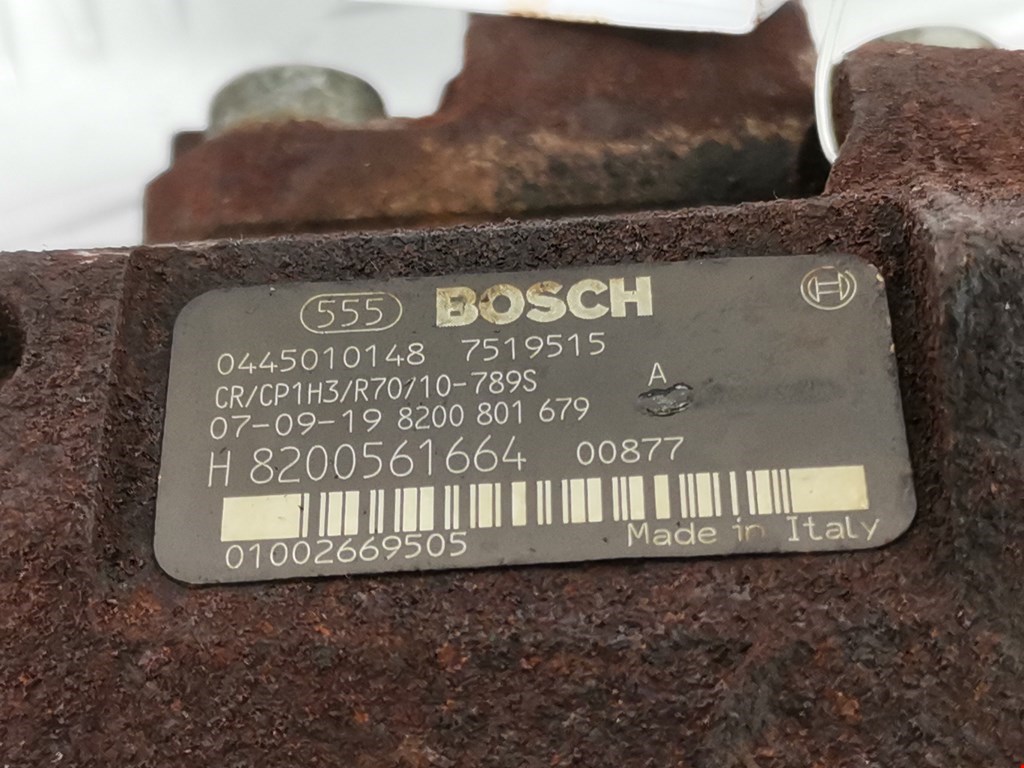 555 BOSCH
0445010148 7519515
CR/CP1H3/R70/10-789S A
07-09-19 8200 801 679
H 8200561664 00877
01002669505 Made in Italy